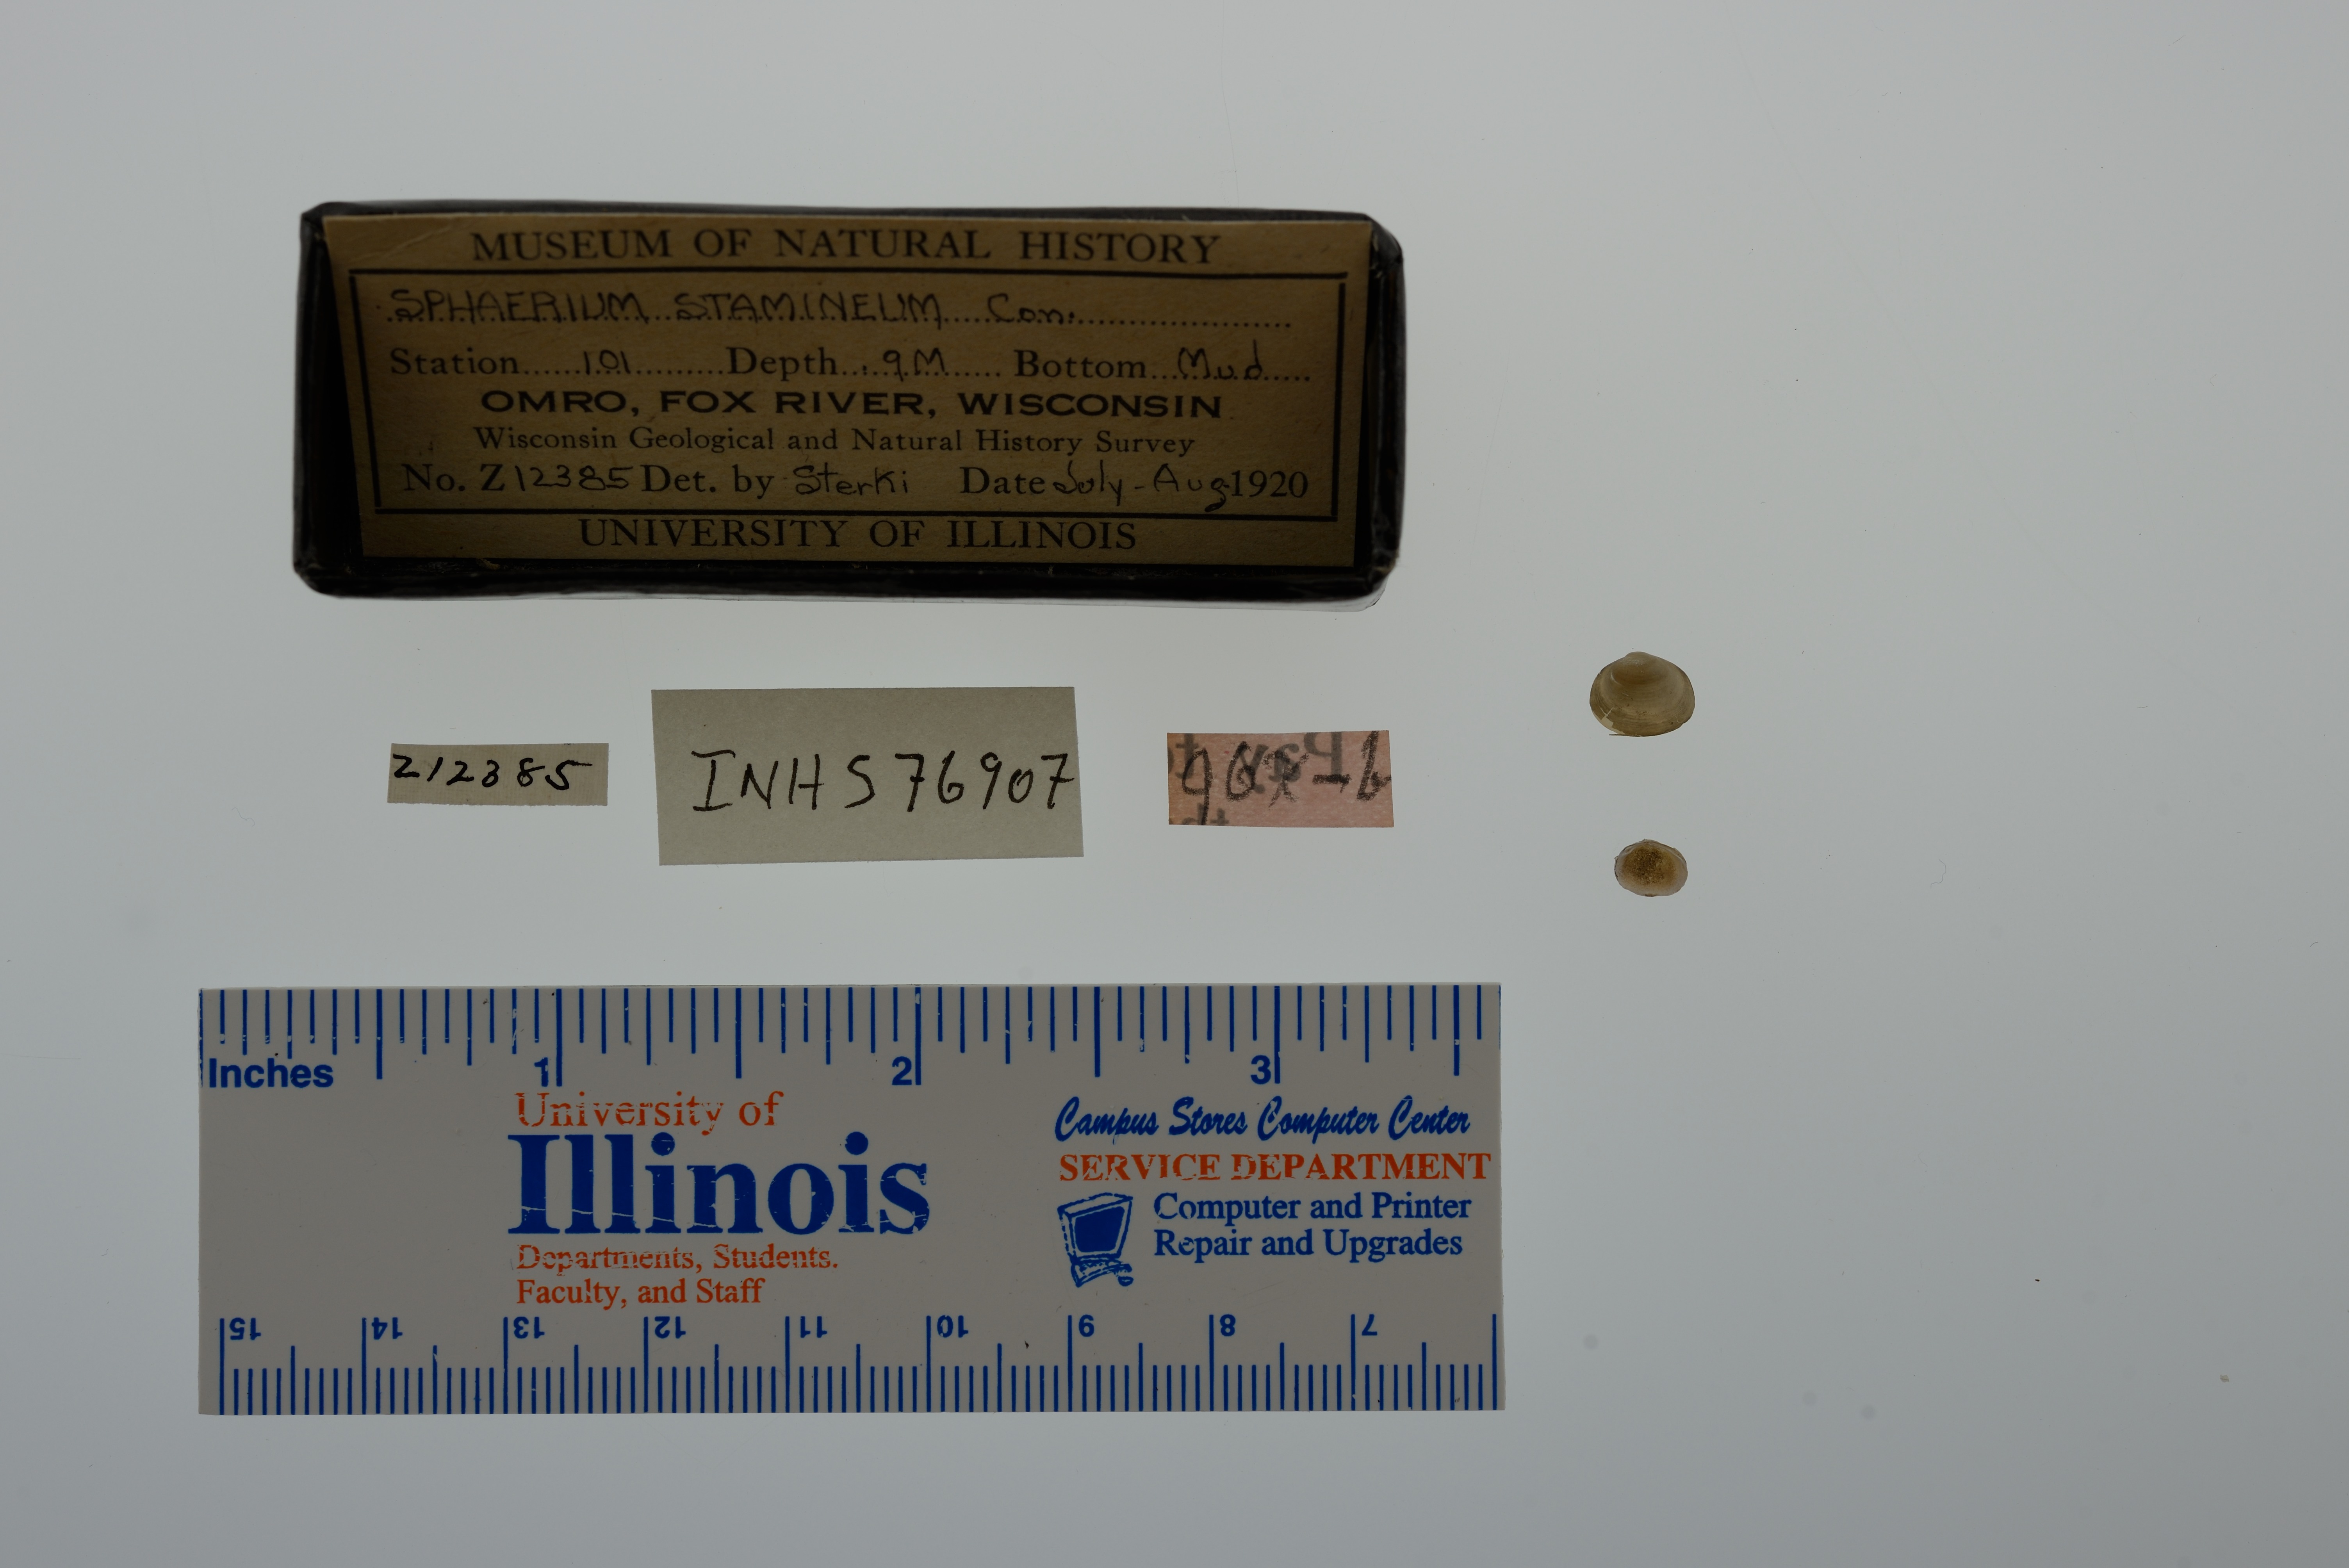 MUSEUM OF NATURAL HISTORY
SPHAERIUM STAMINEUM Con.
Station 101 Depth 9M Bottom Mud
OMRO, FOX RIVER, WISCONSIN
Wisconsin Geological and Natural History Survey
No. Z12385 Det. by Sterki Date July-Aug 1920
UNIVERSITY OF ILLINOIS
Z12385
INHS76907
Inches 1 2 3
University of
Illinois
Departments, Students.
Faculty, and Staff
Campus Stores Computer Center
SERVICE DEPARTMENT
Computer and Printer
Repair and Upgrades
15 14 13 12 11 10 9 8 7